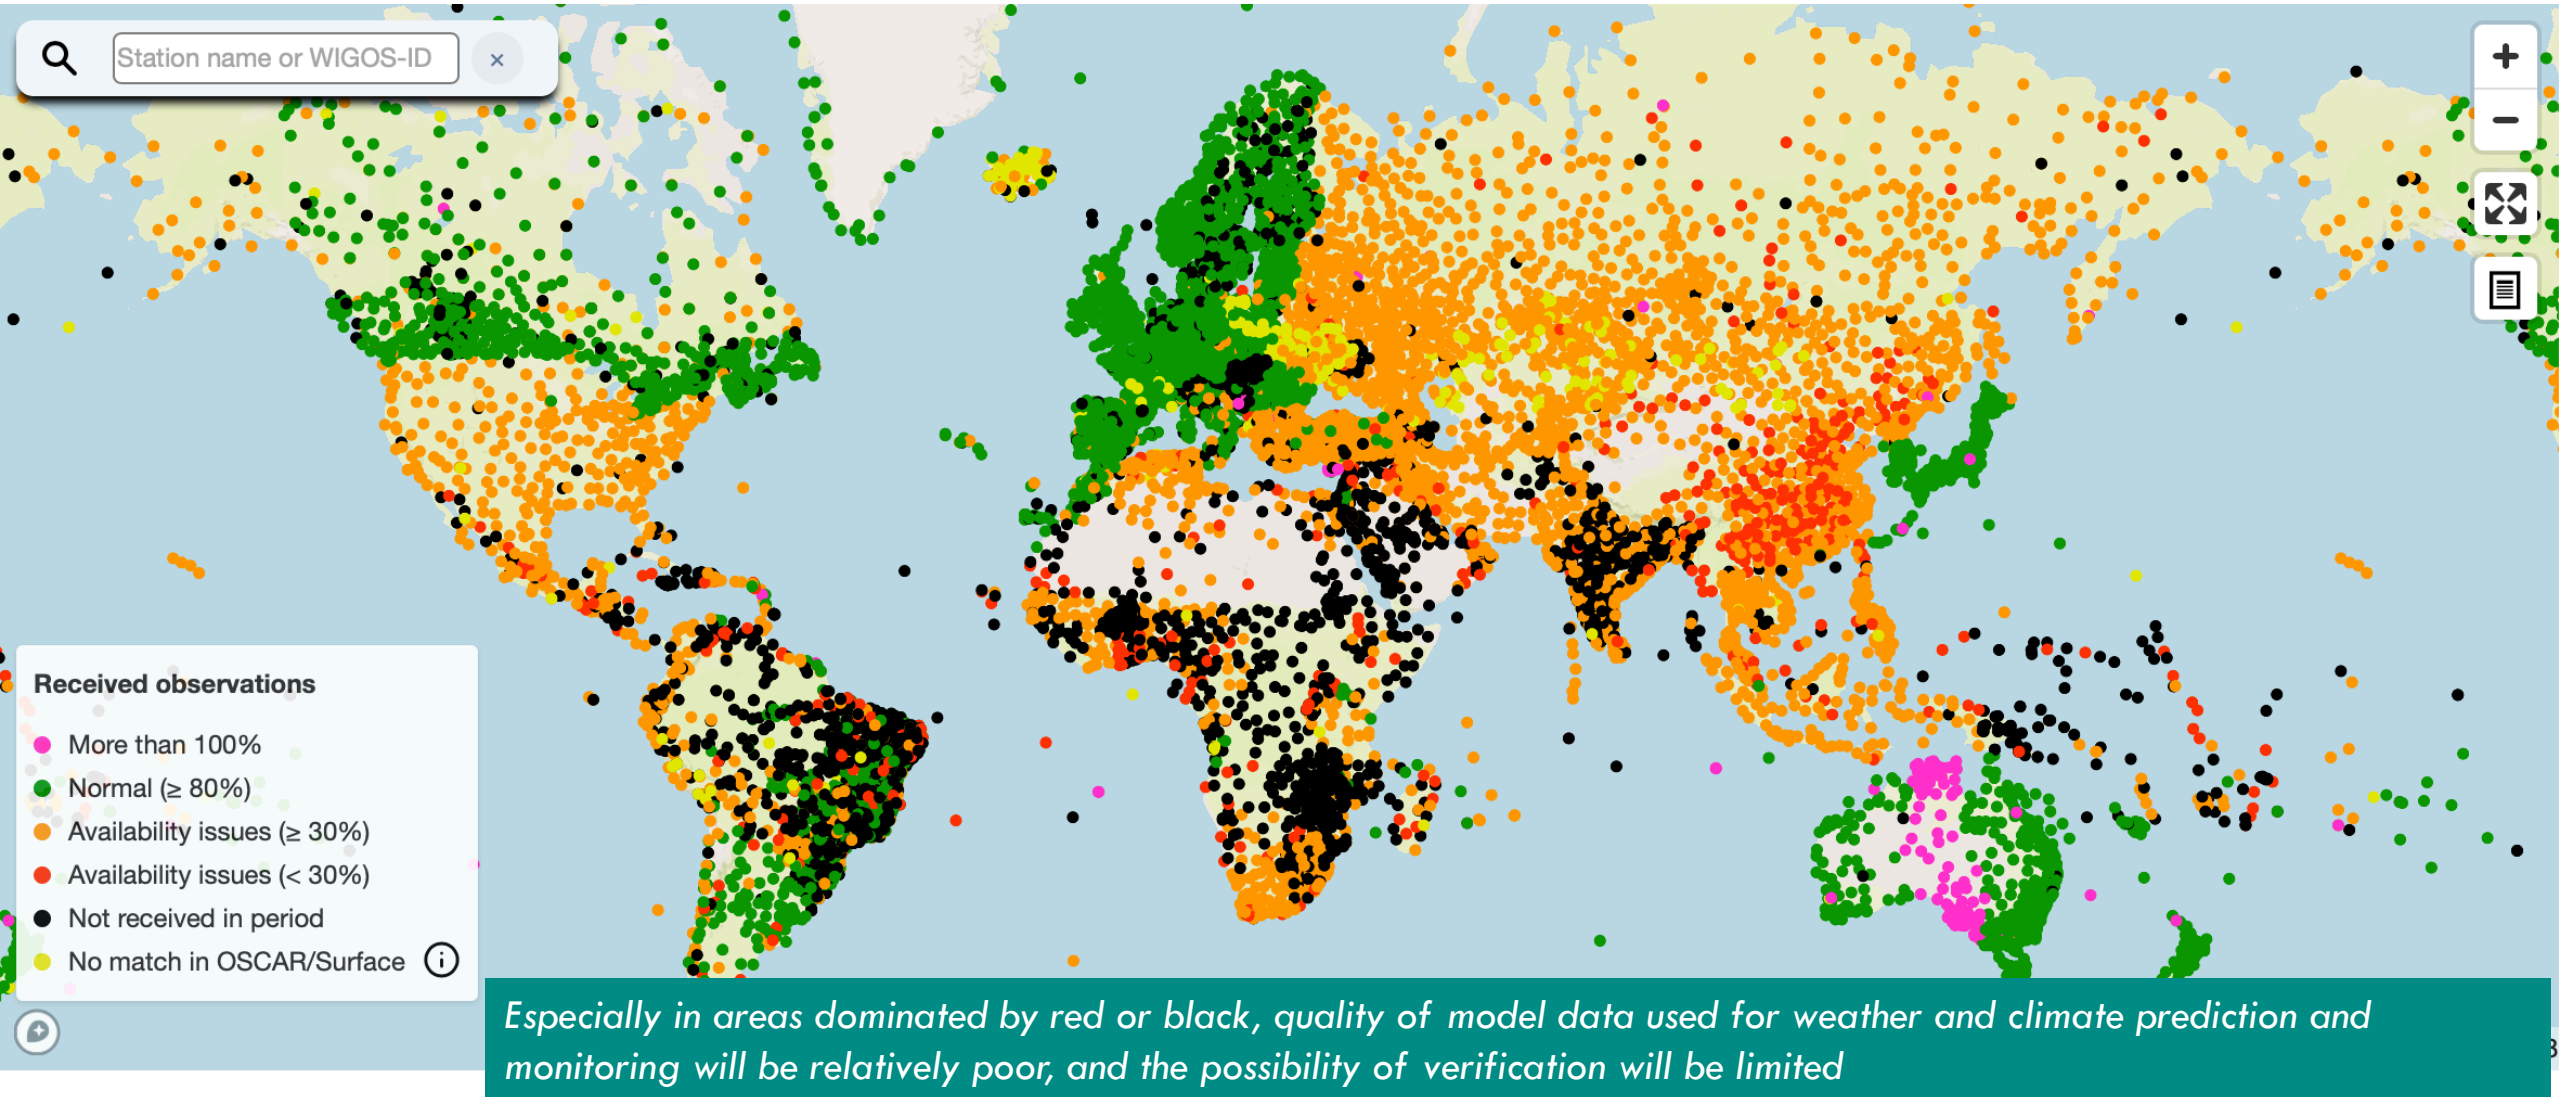 Station name or WIGOS-ID
×
+
−
Received observations
More than 100%
Normal (≥ 80%)
Availability issues (≥ 30%)
Availability issues (< 30%)
Not received in period
No match in OSCAR/Surface
Especially in areas dominated by red or black, quality of model data used for weather and climate prediction and
monitoring will be relatively poor, and the possibility of verification will be limited